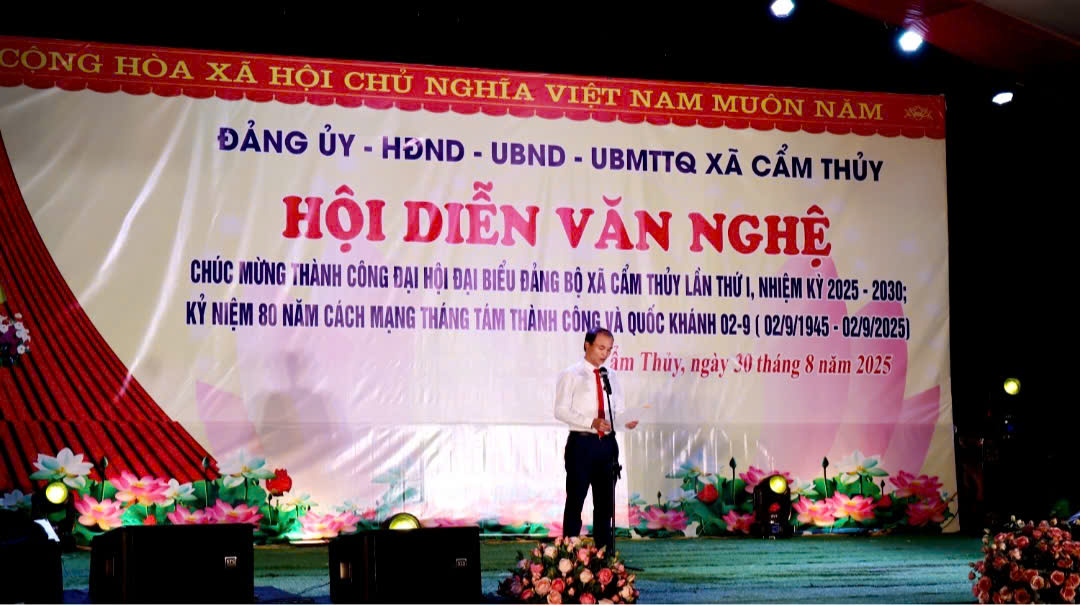 CỘNG HÒA XÃ HỘI CHỦ NGHĨA VIỆT NAM MUÔN NĂM
ĐẢNG ỦY - HĐND - UBND - UBMTTQ XÃ CẨM THỦY
HỘI DIỄN VĂN NGHỆ
CHÚC MỪNG THÀNH CÔNG ĐẠI HỘI ĐẠI BIỂU ĐẢNG BỘ XÃ CẨM THỦY LẦN THỨ I, NHIỆM KỲ 2025 - 2030;
KỶ NIỆM 80 NĂM CÁCH MẠNG THÁNG TÁM THÀNH CÔNG VÀ QUỐC KHÁNH 02-9 ( 02/9/1945 - 02/9/2025)
ẩm Thủy, ngày 30 tháng 8 năm 2025